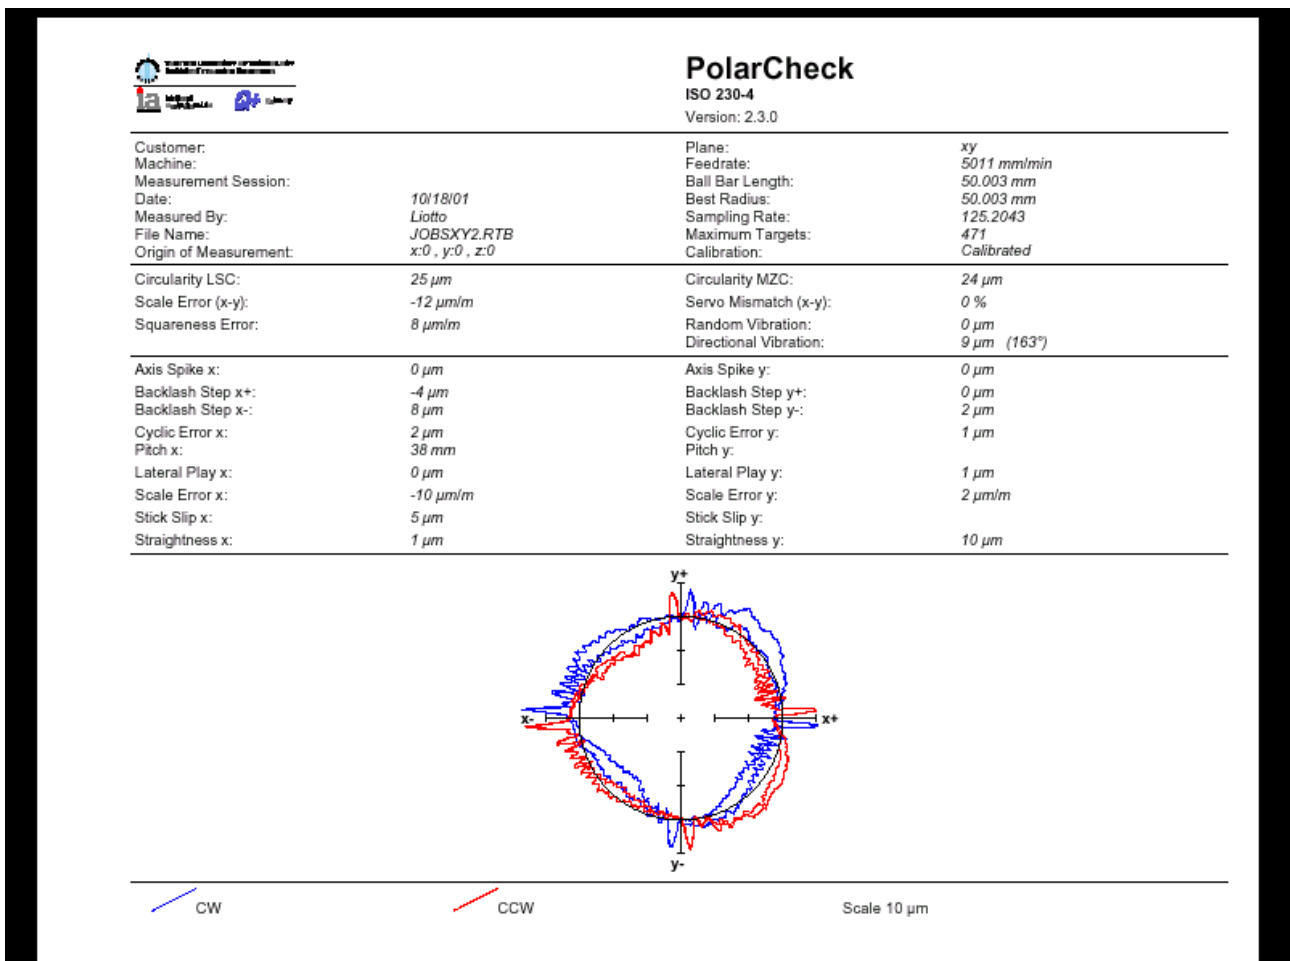 PolarCheck
ISO 230-4
Version: 2.3.0
ia
Customer: Plane: xy
Machine: Feedrate: 5011 mm/min
Measurement Session: Ball Bar Length: 50.003 mm
Date: 10/18/01 Best Radius: 50.003 mm
Measured By: Liotto Sampling Rate: 125.2043
File Name: JOBSXY2.RTB Maximum Targets: 471
Origin of Measurement: x:0 , y:0 , z:0 Calibration: Calibrated
Circularity LSC: 25 µm Circularity MZC: 24 µm
Scale Error (x-y): -12 µm/m Servo Mismatch (x-y): 0 %
Squareness Error: 8 µm/m Random Vibration: 0 µm
Directional Vibration: 9 µm (163°)
Axis Spike x: 0 µm Axis Spike y: 0 µm
Backlash Step x+: -4 µm Backlash Step y+: 0 µm
Backlash Step x-: 8 µm Backlash Step y-: 2 µm
Cyclic Error x: 2 µm Cyclic Error y: 1 µm
Pitch x: 38 mm Pitch y:
Lateral Play x: 0 µm Lateral Play y: 1 µm
Scale Error x: -10 µm/m Scale Error y: 2 µm/m
Stick Slip x: 5 µm Stick Slip y:
Straightness x: 1 µm Straightness y: 10 µm
y+
x- x+
y-
CW CCW Scale 10 µm